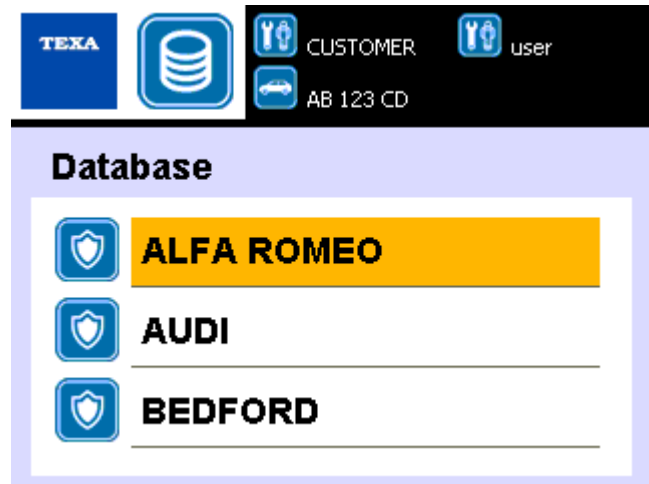 TEXA
CUSTOMER user
AB 123 CD
Database
ALFA ROMEO
AUDI
BEDFORD